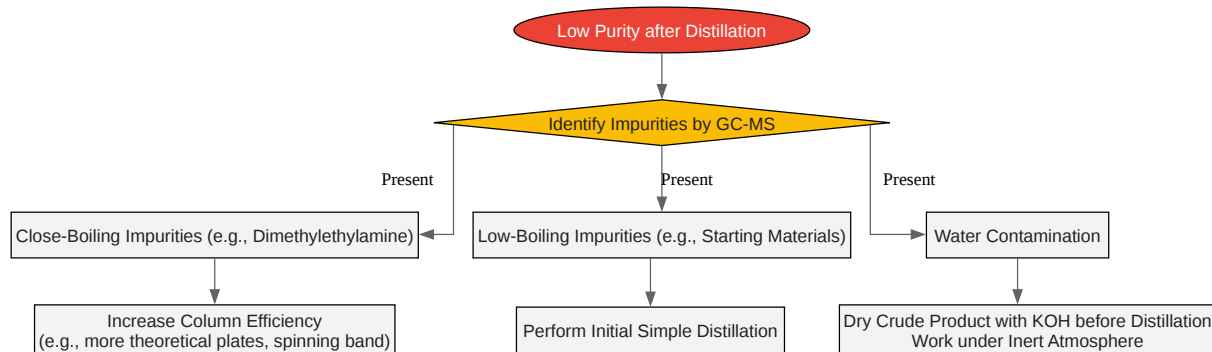 Low Purity after Distillation
Identify Impurities by GC-MS
Present
Present
Present
Close-Boiling Impurities (e.g., Dimethylethylamine)
Low-Boiling Impurities (e.g., Starting Materials)
Water Contamination
Increase Column Efficiency
(e.g., more theoretical plates, spinning band)
Perform Initial Simple Distillation
Dry Crude Product with KOH before Distillation
Work under Inert Atmosphere